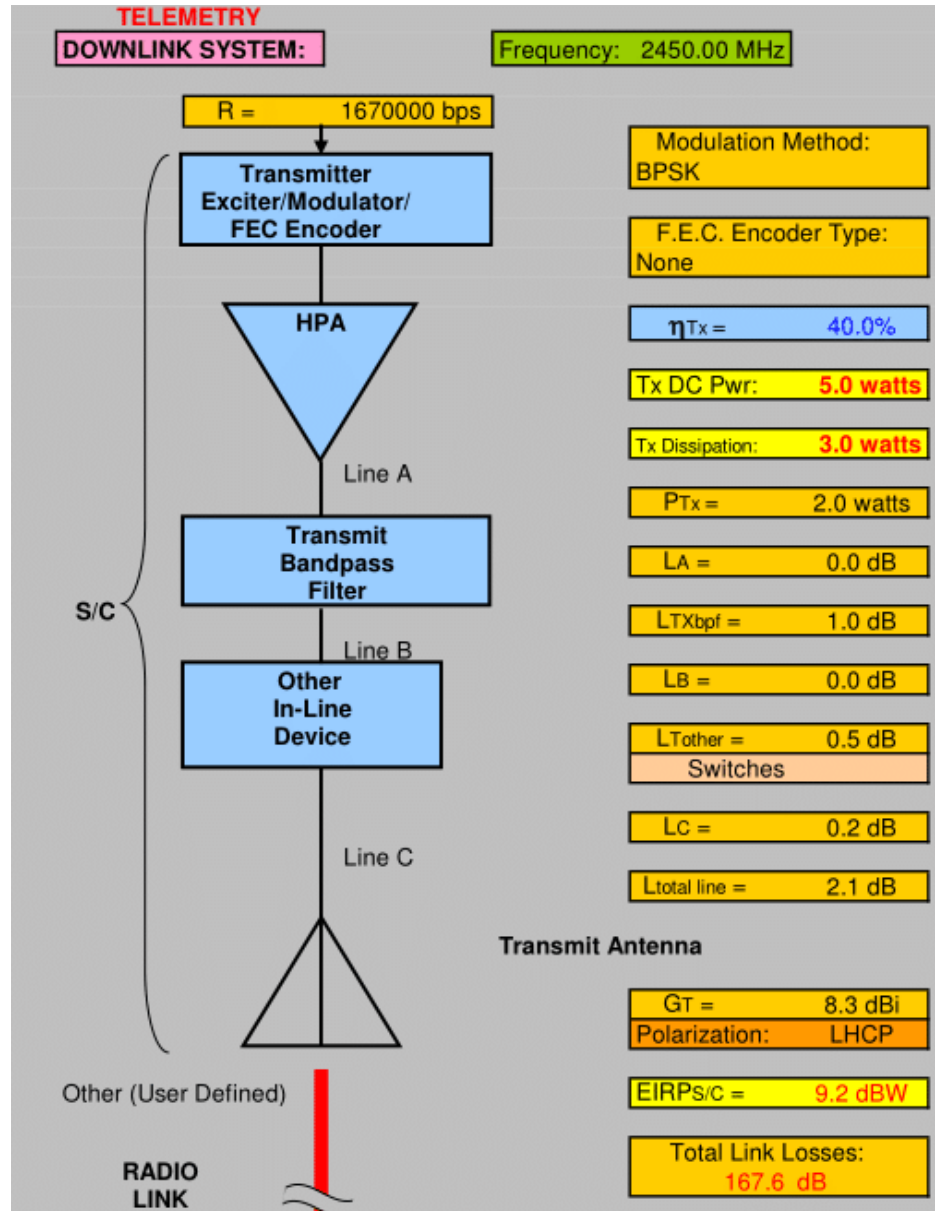 TELEMETRY
DOWNLINK SYSTEM:
Frequency: 2450.00 MHz
R = 1670000 bps
Transmitter
Exciter/Modulator/
FEC Encoder
Modulation Method:
BPSK
F.E.C. Encoder Type:
None
HPA
ηTx = 40.0%
Tx DC Pwr: 5.0 watts
Tx Dissipation: 3.0 watts
Line A
PTx = 2.0 watts
Transmit
Bandpass
Filter
LA = 0.0 dB
S/C
LTXbpf = 1.0 dB
Line B
Other
In-Line
Device
LB = 0.0 dB
LTother = 0.5 dB
Switches
Line C
LC = 0.2 dB
Ltotal line = 2.1 dB
Transmit Antenna
GT = 8.3 dBi
Polarization: LHCP
Other (User Defined)
EIRPS/C = 9.2 dBW
Total Link Losses:
167.6 dB
RADIO
LINK